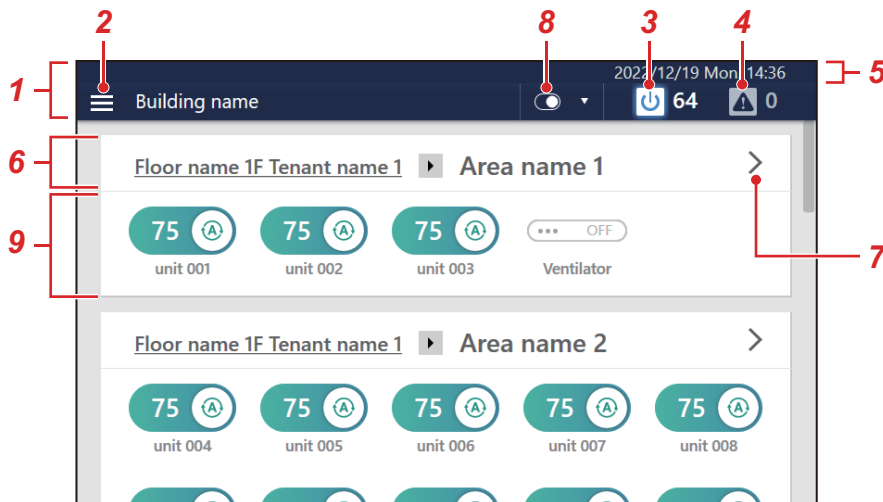 2 8 3 4
2022/12/19 Mon. 14:36 5
1 Building name 64 0
6 Floor name 1F Tenant name 1 Area name 1
9 75 A 75 A 75 A OFF 7
unit 001 unit 002 unit 003 Ventilator
Floor name 1F Tenant name 1 Area name 2
75 A 75 A 75 A 75 A 75 A
unit 004 unit 005 unit 006 unit 007 unit 008